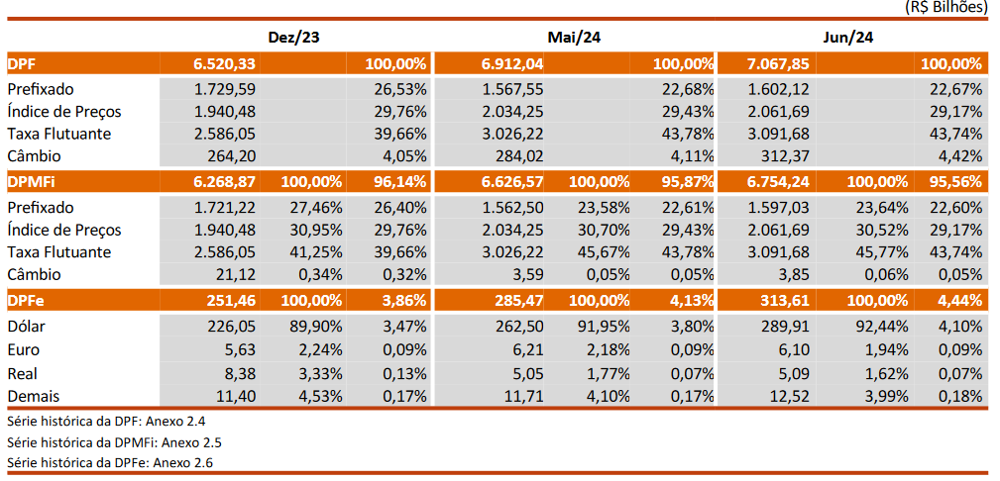 (R$ Bilhões)
Dez/23 Mai/24 Jun/24
DPF 6.520,33 100,00% 6.912,04 100,00% 7.067,85 100,00%
Prefixado 1.729,59 26,53% 1.567,55 22,68% 1.602,12 22,67%
Índice de Preços 1.940,48 29,76% 2.034,25 29,43% 2.061,69 29,17%
Taxa Flutuante 2.586,05 39,66% 3.026,22 43,78% 3.091,68 43,74%
Câmbio 264,20 4,05% 284,02 4,11% 312,37 4,42%
DPMFi 6.268,87 100,00% 96,14% 6.626,57 100,00% 95,87% 6.754,24 100,00% 95,56%
Prefixado 1.721,22 27,46% 26,40% 1.562,50 23,58% 22,61% 1.597,03 23,64% 22,60%
Índice de Preços 1.940,48 30,95% 29,76% 2.034,25 30,70% 29,43% 2.061,69 30,52% 29,17%
Taxa Flutuante 2.586,05 41,25% 39,66% 3.026,22 45,67% 43,78% 3.091,68 45,77% 43,74%
Câmbio 21,12 0,34% 0,32% 3,59 0,05% 0,05% 3,85 0,06% 0,05%
DPFe 251,46 100,00% 3,86% 285,47 100,00% 4,13% 313,61 100,00% 4,44%
Dólar 226,05 89,90% 3,47% 262,50 91,95% 3,80% 289,91 92,44% 4,10%
Euro 5,63 2,24% 0,09% 6,21 2,18% 0,09% 6,10 1,94% 0,09%
Real 8,38 3,33% 0,13% 5,05 1,77% 0,07% 5,09 1,62% 0,07%
Demais 11,40 4,53% 0,17% 11,71 4,10% 0,17% 12,52 3,99% 0,18%
Série histórica da DPF: Anexo 2.4
Série histórica da DPMFi: Anexo 2.5
Série histórica da DPFe: Anexo 2.6